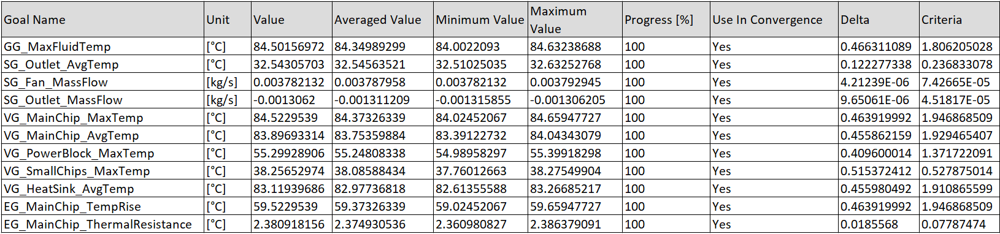 Goal Name Unit Value Averaged Value Minimum Value Maximum Value Progress [%] Use In Convergence Delta Criteria
GG_MaxFluidTemp [°C] 84.50156972 84.34989299 84.0022093 84.63238688 100 Yes 0.466311089 1.806205028
SG_Outlet_AvgTemp [°C] 32.54305703 32.54563521 32.51025035 32.63252768 100 Yes 0.122277338 0.236833078
SG_Fan_MassFlow [kg/s] 0.003782132 0.003787958 0.003782132 0.003792945 100 Yes 4.21239E-06 7.42665E-05
SG_Outlet_MassFlow [kg/s] -0.0013062 -0.001311209 -0.001315855 -0.001306205 100 Yes 9.65061E-06 4.51817E-05
VG_MainChip_MaxTemp [°C] 84.5229539 84.37326339 84.02452067 84.65947727 100 Yes 0.463919992 1.946868509
VG_MainChip_AvgTemp [°C] 83.89693314 83.75359884 83.39122732 84.04343079 100 Yes 0.455862159 1.929465407
VG_PowerBlock_MaxTemp [°C] 55.29928906 55.24808338 54.98958297 55.39918298 100 Yes 0.409600014 1.371722091
VG_SmallChips_MaxTemp [°C] 38.25652974 38.08588434 37.76012663 38.27549904 100 Yes 0.515372412 0.527875014
VG_HeatSink_AvgTemp [°C] 83.11939686 82.97736818 82.61355588 83.26685217 100 Yes 0.455980492 1.910865599
EG_MainChip_TempRise [°C] 59.5229539 59.37326339 59.02452067 59.65947727 100 Yes 0.463919992 1.946868509
EG_MainChip_ThermalResistance [°C] 2.380918156 2.374930536 2.360980827 2.386379091 100 Yes 0.0185568 0.07787474